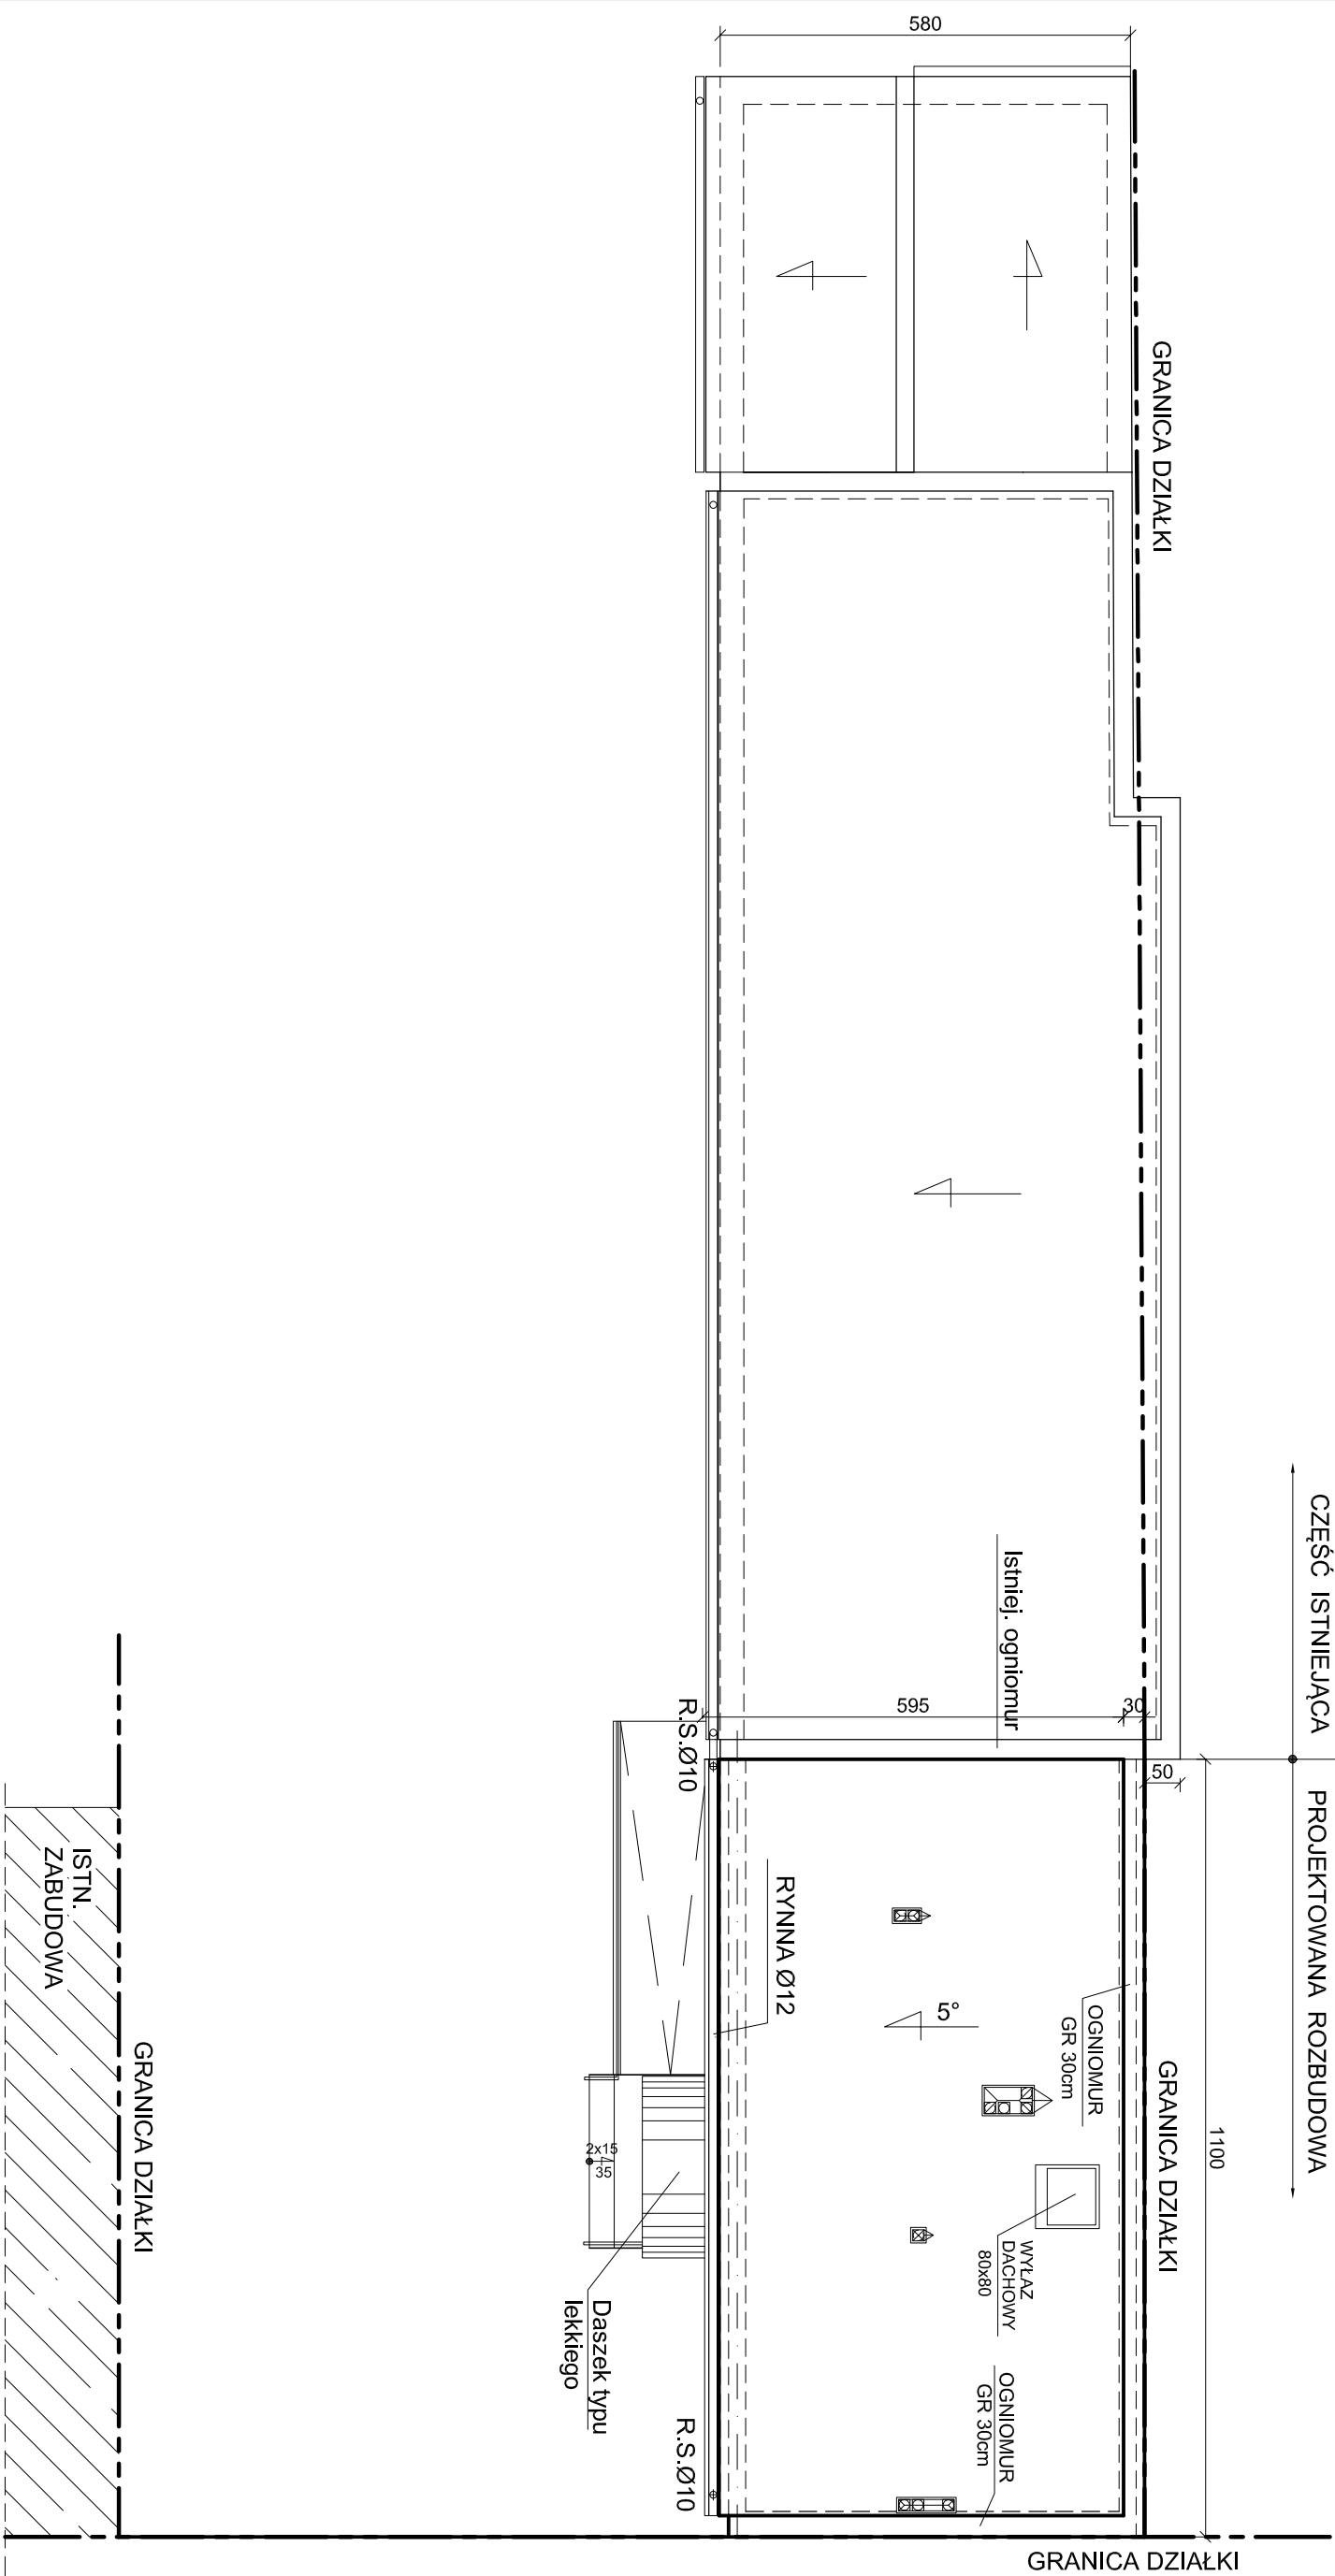 580
GRANICA DZIAŁKI
CZĘŚĆ ISTNIEJĄCA
PROJEKTOWANA ROZBUDOWA
Istniej. ogniomur
595
30
50
R.S.Ø10
1100
RYNNA Ø12
5°
OGNIOMUR
GR 30cm
GRANICA DZIAŁKI
WYŁAZ
DACHOWY
80x80
OGNIOMUR
GR 30cm
2x15
35
Daszek typu
lekkiego
R.S.Ø10
ISTN.
ZABUDOWA
GRANICA DZIAŁKI
GRANICA DZIAŁKI